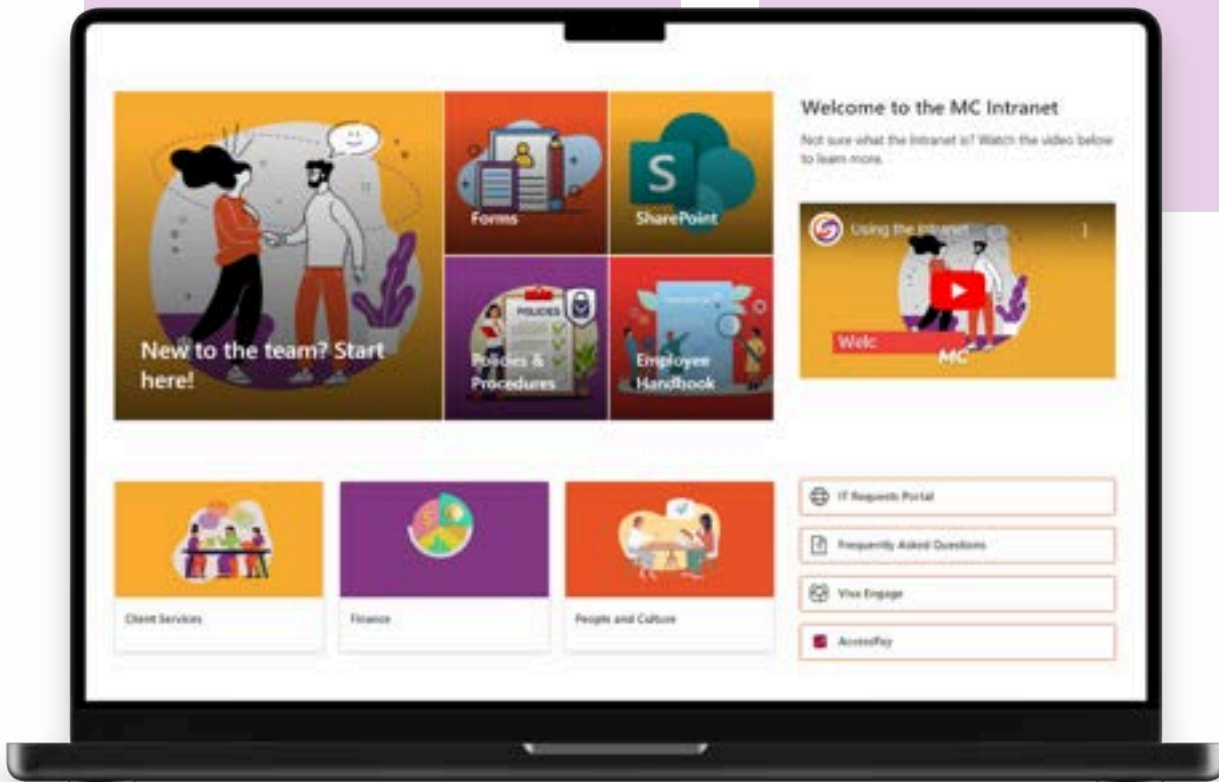 New to the team? Start
here!
Forms
S
SharePoint
POLICIES
Policies &
Procedures
Employee
Handbook
Welcome to the MC Intranet
Not sure what the Intranet is? Watch the video below
to learn more.
Using the Intranet
Welc
MC
Client Services
Finance
People and Culture
IT Requests Portal
Frequently Asked Questions
Viva Engage
AccessPay